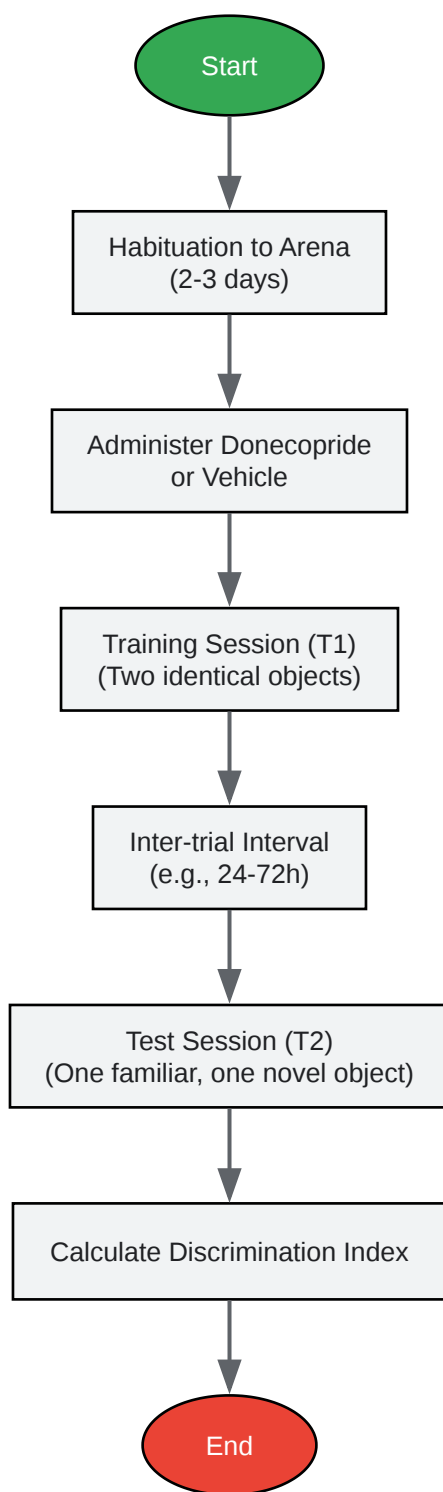 Start
Habituation to Arena
(2-3 days)
Administer Donecopride
or Vehicle
Training Session (T1)
(Two identical objects)
Inter-trial Interval
(e.g., 24-72h)
Test Session (T2)
(One familiar, one novel object)
Calculate Discrimination Index
End